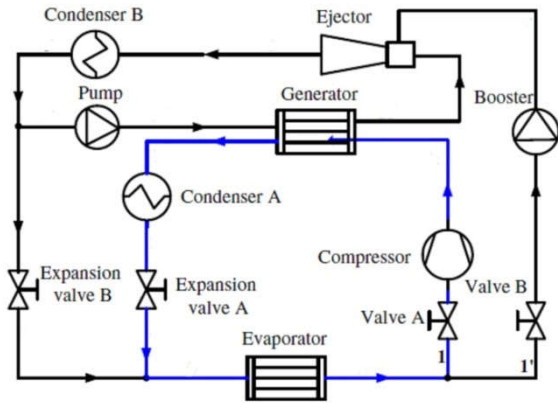 Condenser B
Ejector
Pump
Generator
Booster
Condenser A
Compressor
Expansion
valve B
Expansion
valve A
Valve A
Valve B
Evaporator
1
1'